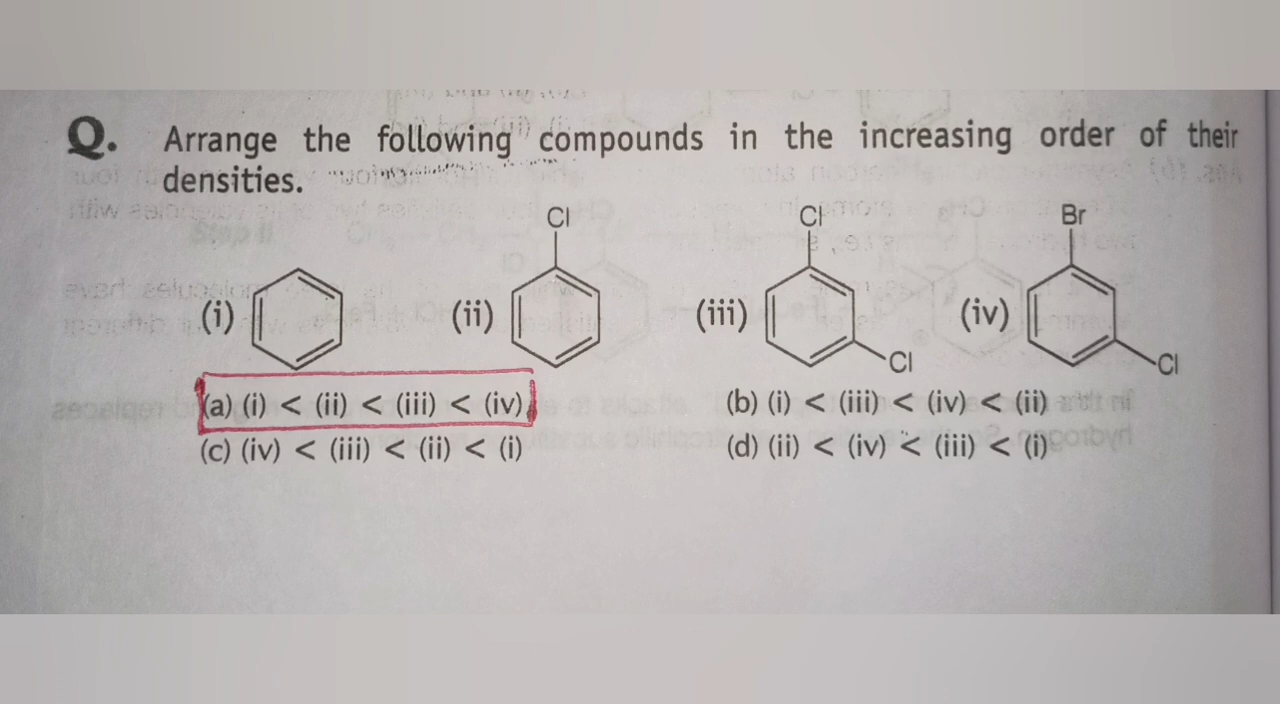 Q. Arrange the following compounds in the increasing order of their
densities.
Cl Cl Br
(i) (ii) (iii) (iv)
Cl Cl
(a) (i) < (ii) < (iii) < (iv) (b) (i) < (iii) < (iv) < (ii)
(c) (iv) < (iii) < (ii) < (i) (d) (ii) < (iv) < (iii) < (i)